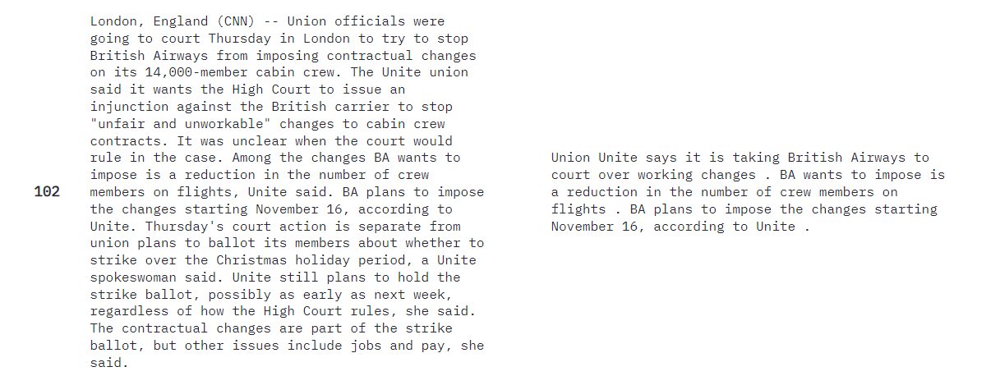 102
London, England (CNN) -- Union officials were
going to court Thursday in London to try to stop
British Airways from imposing contractual changes
on its 14,000-member cabin crew. The Unite union
said it wants the High Court to issue an
injunction against the British carrier to stop
"unfair and unworkable" changes to cabin crew
contracts. It was unclear when the court would
rule in the case. Among the changes BA wants to
impose is a reduction in the number of crew
members on flights, Unite said. BA plans to impose
the changes starting November 16, according to
Unite. Thursday's court action is separate from
union plans to ballot its members about whether to
strike over the Christmas holiday period, a Unite
spokeswoman said. Unite still plans to hold the
strike ballot, possibly as early as next week,
regardless of how the High Court rules, she said.
The contractual changes are part of the strike
ballot, but other issues include jobs and pay, she
said.
Union Unite says it is taking British Airways to
court over working changes . BA wants to impose is
a reduction in the number of crew members on
flights . BA plans to impose the changes starting
November 16, according to Unite .